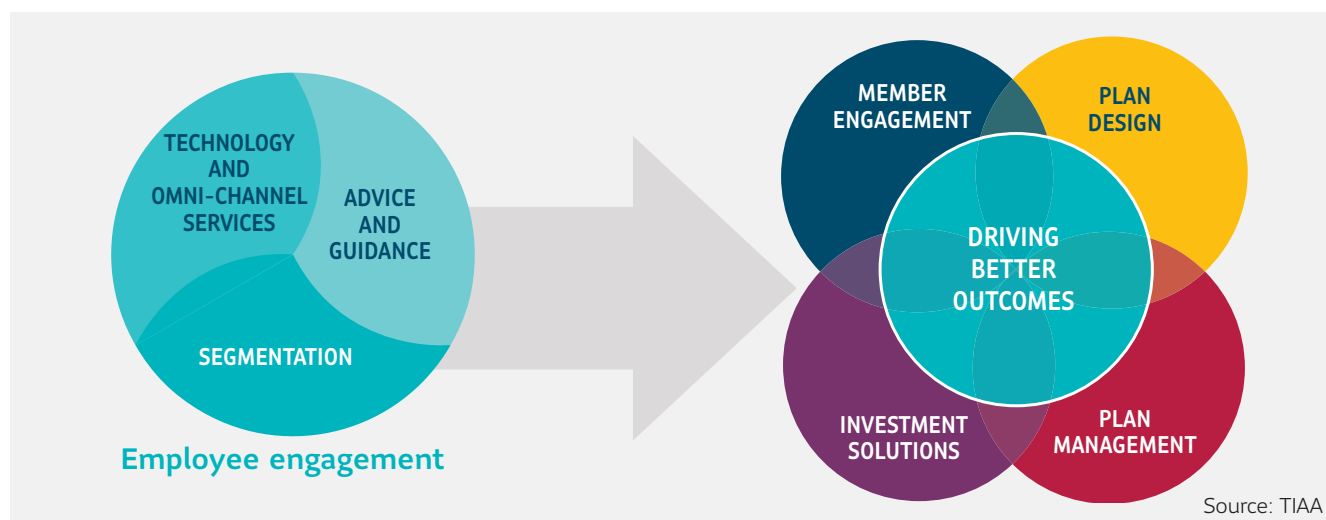 TECHNOLOGY
AND
OMNI-CHANNEL
SERVICES
ADVICE
AND
GUIDANCE
SEGMENTATION
Employee engagement
MEMBER
ENGAGEMENT
PLAN
DESIGN
DRIVING
BETTER
OUTCOMES
INVESTMENT
SOLUTIONS
PLAN
MANAGEMENT
Source: TIAA